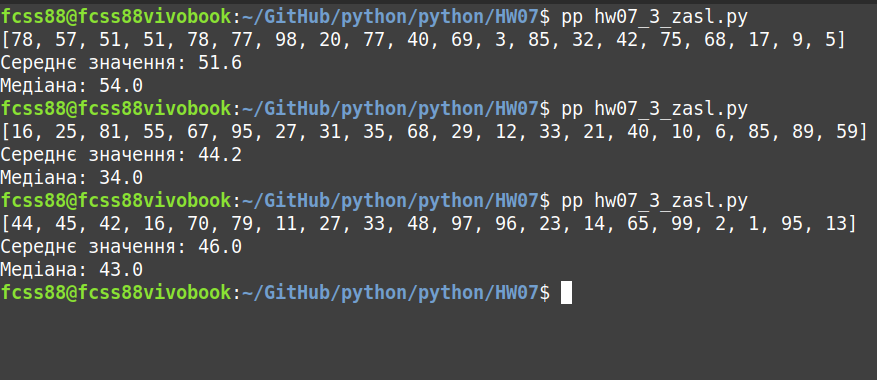 fcss88@fcss88vivobook:~/GitHub/python/python/HW07$ pp hw07_3_zasl.py
[78, 57, 51, 51, 78, 77, 98, 20, 77, 40, 69, 3, 85, 32, 42, 75, 68, 17, 9, 5]
Середнє значення: 51.6
Медіана: 54.0
fcss88@fcss88vivobook:~/GitHub/python/python/HW07$ pp hw07_3_zasl.py
[16, 25, 81, 55, 67, 95, 27, 31, 35, 68, 29, 12, 33, 21, 40, 10, 6, 85, 89, 59]
Середнє значення: 44.2
Медіана: 34.0
fcss88@fcss88vivobook:~/GitHub/python/python/HW07$ pp hw07_3_zasl.py
[44, 45, 42, 16, 70, 79, 11, 27, 33, 48, 97, 96, 23, 14, 65, 99, 2, 1, 95, 13]
Середнє значення: 46.0
Медіана: 43.0
fcss88@fcss88vivobook:~/GitHub/python/python/HW07$